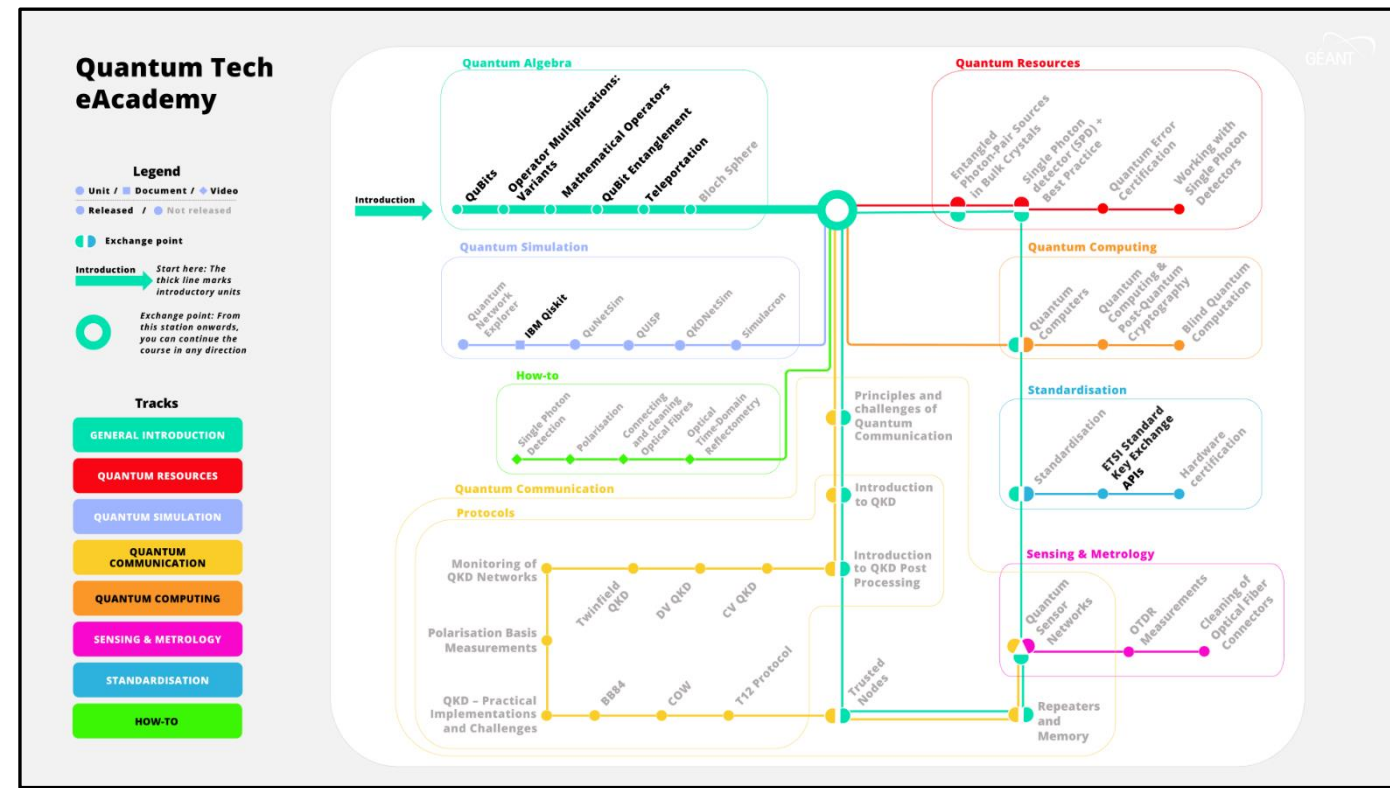 Quantum Tech
eAcademy
GÉANT
Legend
Unit / Document / Video
Released / Not released
Exchange point
Introduction
Start here: The
thick line marks
introductory units
Exchange point: From
this station onwards,
you can continue the
course in any direction
Tracks
GENERAL INTRODUCTION
QUANTUM RESOURCES
QUANTUM SIMULATION
QUANTUM
COMMUNICATION
QUANTUM COMPUTING
SENSING & METROLOGY
STANDARDISATION
HOW-TO
Introduction
Quantum Algebra
QuBits
Operator Multiplications:
Variants
Mathematical Operators
QuBit Entanglement
Teleportation
Bloch Sphere
Quantum Resources
Entangled
Photon-Pair Sources
in Bulk Crystals
Single Photon
detector (SPD) +
Best Practice
Quantum Error
Certification
Working with
Single Photon
Detectors
Quantum Simulation
Quantum
Network
Explorer
IBM Qiskit
QuNetSim
QUISP
QKDNetSim
Simulacron
Quantum Computing
Quantum
Computers
Quantum
Computing &
Post-Quantum
Cryptography
Blind Quantum
Computation
How-to
Single Photon
Detection
Polarisation
Connecting
and cleaning
Optical Fibres
Optical
Time-Domain
Reflectometry
Principles and
challenges of
Quantum
Communication
Standardisation
Standardisation
ETSI Standard
Key Exchange
APIs
Hardware
certification
Quantum Communication
Introduction
to QKD
Protocols
Introduction
to QKD Post
Processing
Monitoring of
QKD Networks
Twinfield
QKD
DV QKD
CV QKD
Polarisation Basis
Measurements
QKD – Practical
Implementations
and Challenges
BB84
COW
T12 Protocol
Trusted
Nodes
Sensing & Metrology
Quantum
Sensor
Networks
OTDR
Measurements
Cleaning of
Optical Fiber
Connectors
Repeaters
and
Memory